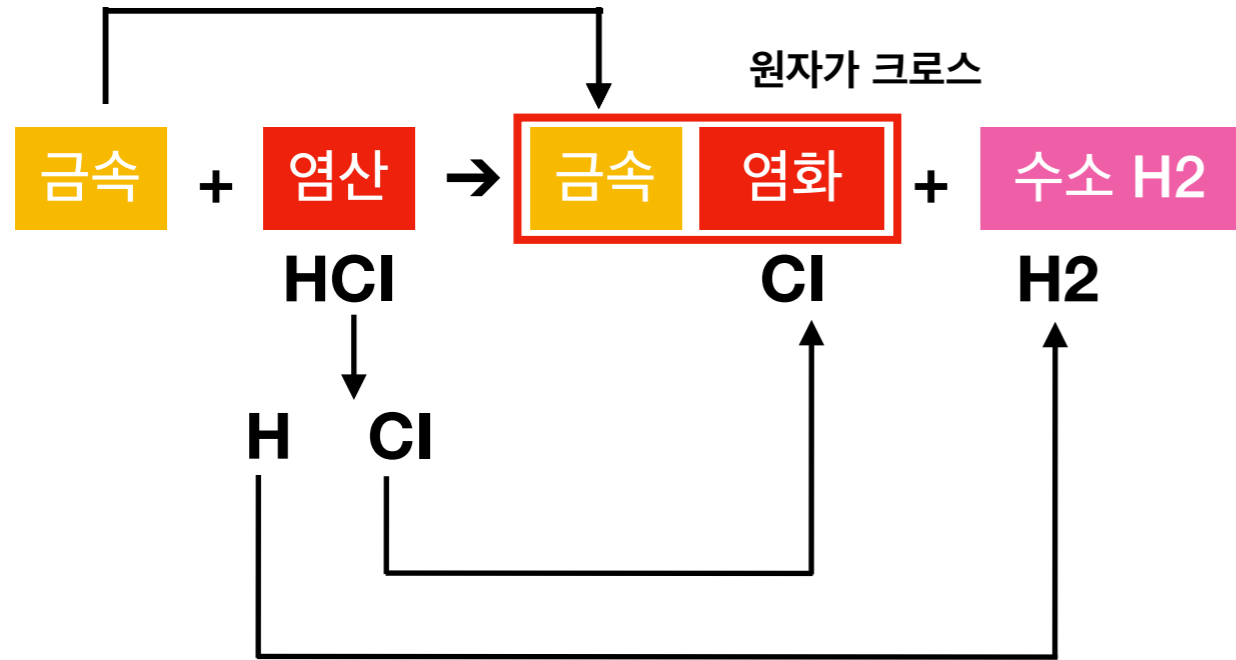 원자가 크로스
금속 + 염산 ➔ 금속 염화 + 수소 H2
HCl Cl H2
H Cl